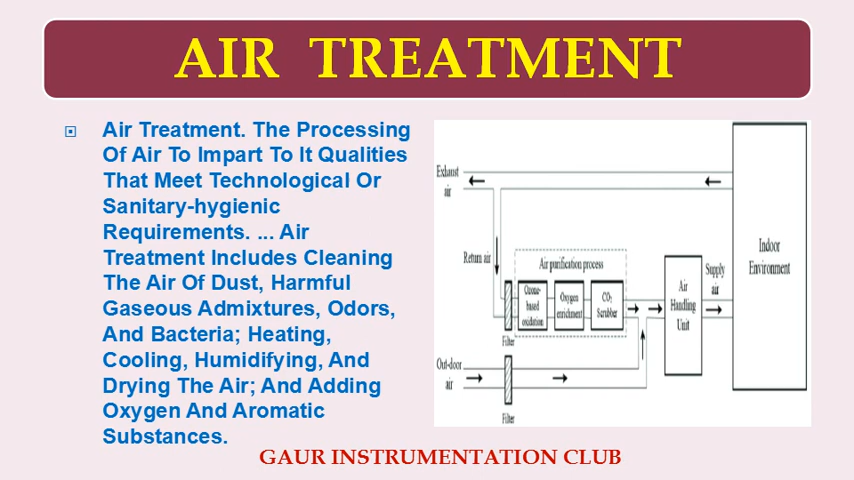 AIR TREATMENT
Air Treatment. The Processing
Of Air To Impart To It Qualities
That Meet Technological Or
Sanitary-hygienic
Requirements. ... Air
Treatment Includes Cleaning
The Air Of Dust, Harmful
Gaseous Admixtures, Odors,
And Bacteria; Heating,
Cooling, Humidifying, And
Drying The Air; And Adding
Oxygen And Aromatic
Substances.
Exhaust
air
Return air
Air purification process
Ozone-
based
oxidation
Oxygen
enrichment
CO2
Scrubber
Filter
Air
Handling
Unit
Supply
air
Indoor
Environment
Out-door
air
Filter
GAUR INSTRUMENTATION CLUB